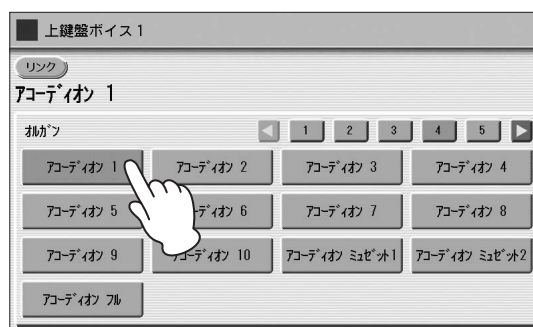 上鍵盤ボイス1
リンク
アコーディオン 1
オルガン 1 2 3 4 5
アコーディオン 1 アコーディオン 2 アコーディオン 3 アコーディオン 4
アコーディオン 5 アコーディオン 6 アコーディオン 7 アコーディオン 8
アコーディオン 9 アコーディオン 10 アコーディオン ミュゼット1 アコーディオン ミュゼット2
アコーディオン フル